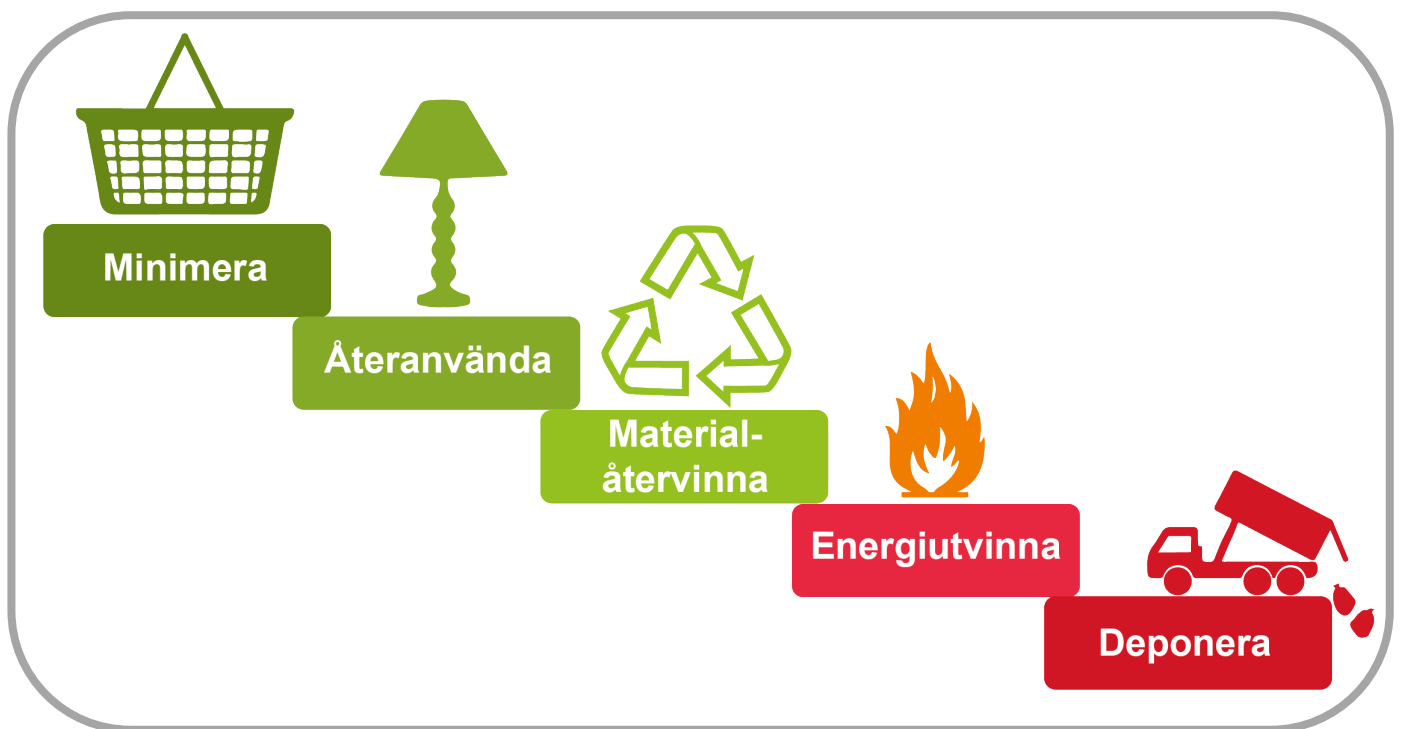 Minimera
Återanvända
Material-
återvinna
Energiutvinna
Deponera